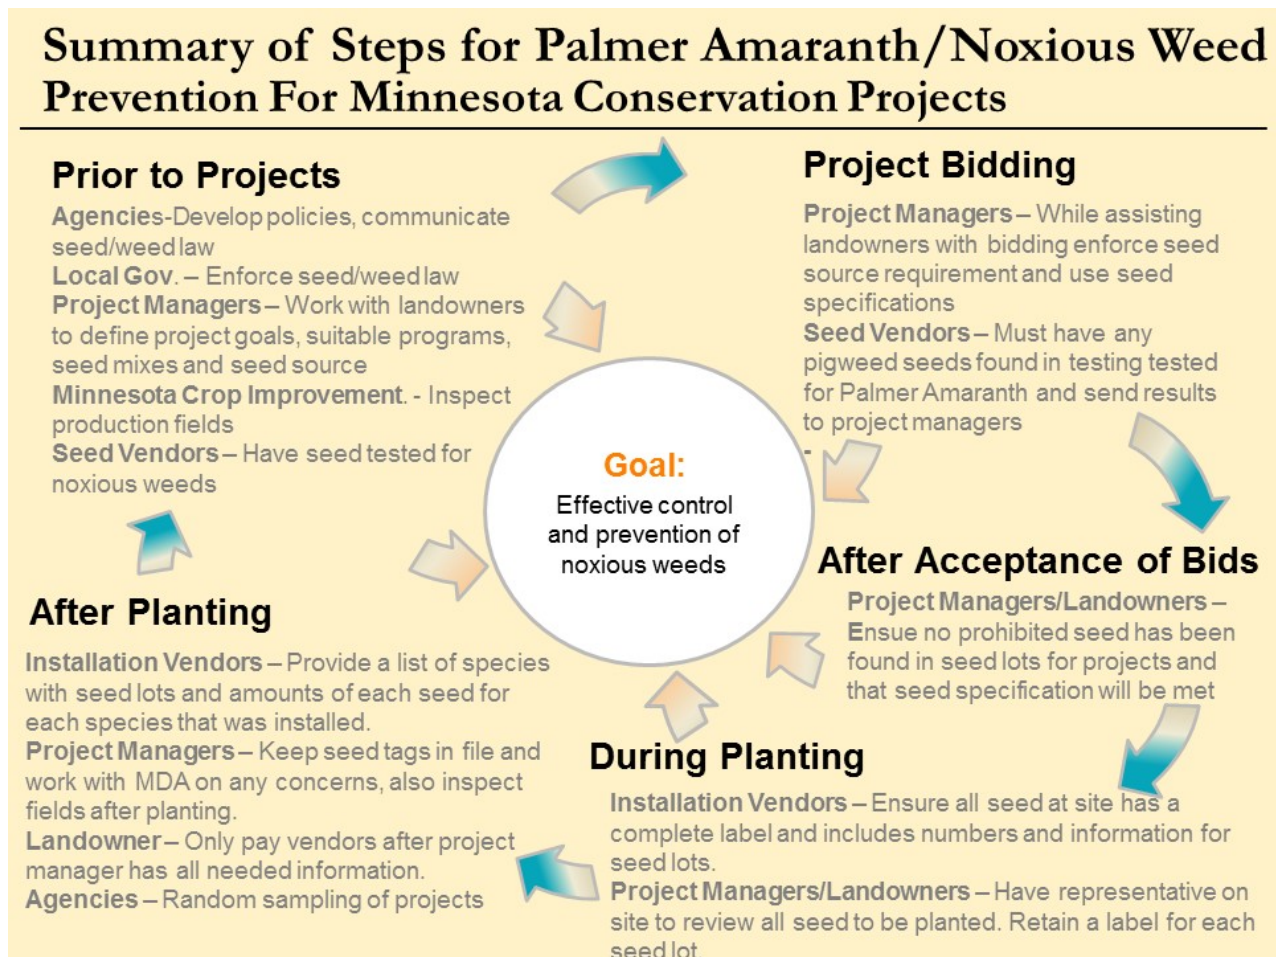 Summary of Steps for Palmer Amaranth/Noxious Weed
Prevention For Minnesota Conservation Projects
Prior to Projects
Agencies-Develop policies, communicate
seed/weed law
Local Gov. – Enforce seed/weed law
Project Managers – Work with landowners
to define project goals, suitable programs,
seed mixes and seed source
Minnesota Crop Improvement. - Inspect
production fields
Seed Vendors – Have seed tested for
noxious weeds
Project Bidding
Project Managers – While assisting
landowners with bidding enforce seed
source requirement and use seed
specifications
Seed Vendors – Must have any
pigweed seeds found in testing tested
for Palmer Amaranth and send results
to project managers
-
Goal:
Effective control
and prevention of
noxious weeds
After Acceptance of Bids
Project Managers/Landowners –
Ensue no prohibited seed has been
found in seed lots for projects and
that seed specification will be met
During Planting
Installation Vendors – Ensure all seed at site has a
complete label and includes numbers and information for
seed lots.
Project Managers/Landowners – Have representative on
site to review all seed to be planted. Retain a label for each
seed lot
After Planting
Installation Vendors – Provide a list of species
with seed lots and amounts of each seed for
each species that was installed.
Project Managers – Keep seed tags in file and
work with MDA on any concerns, also inspect
fields after planting.
Landowner – Only pay vendors after project
manager has all needed information.
Agencies – Random sampling of projects